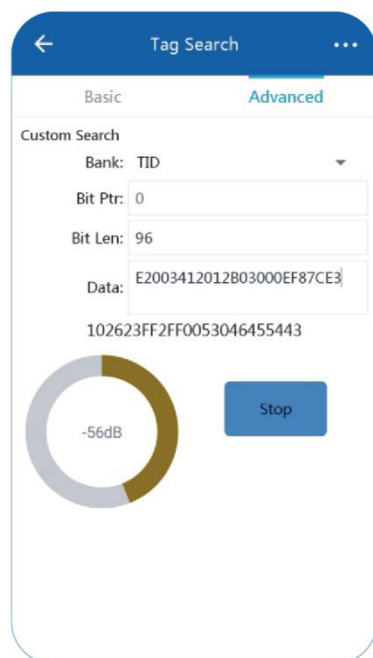 Tag Search
Basic Advanced
Custom Search
Bank: TID
Bit Ptr: 0
Bit Len: 96
Data: E2003412012B03000EF87CE3
102623FF2FF0053046455443
-56dB
Stop